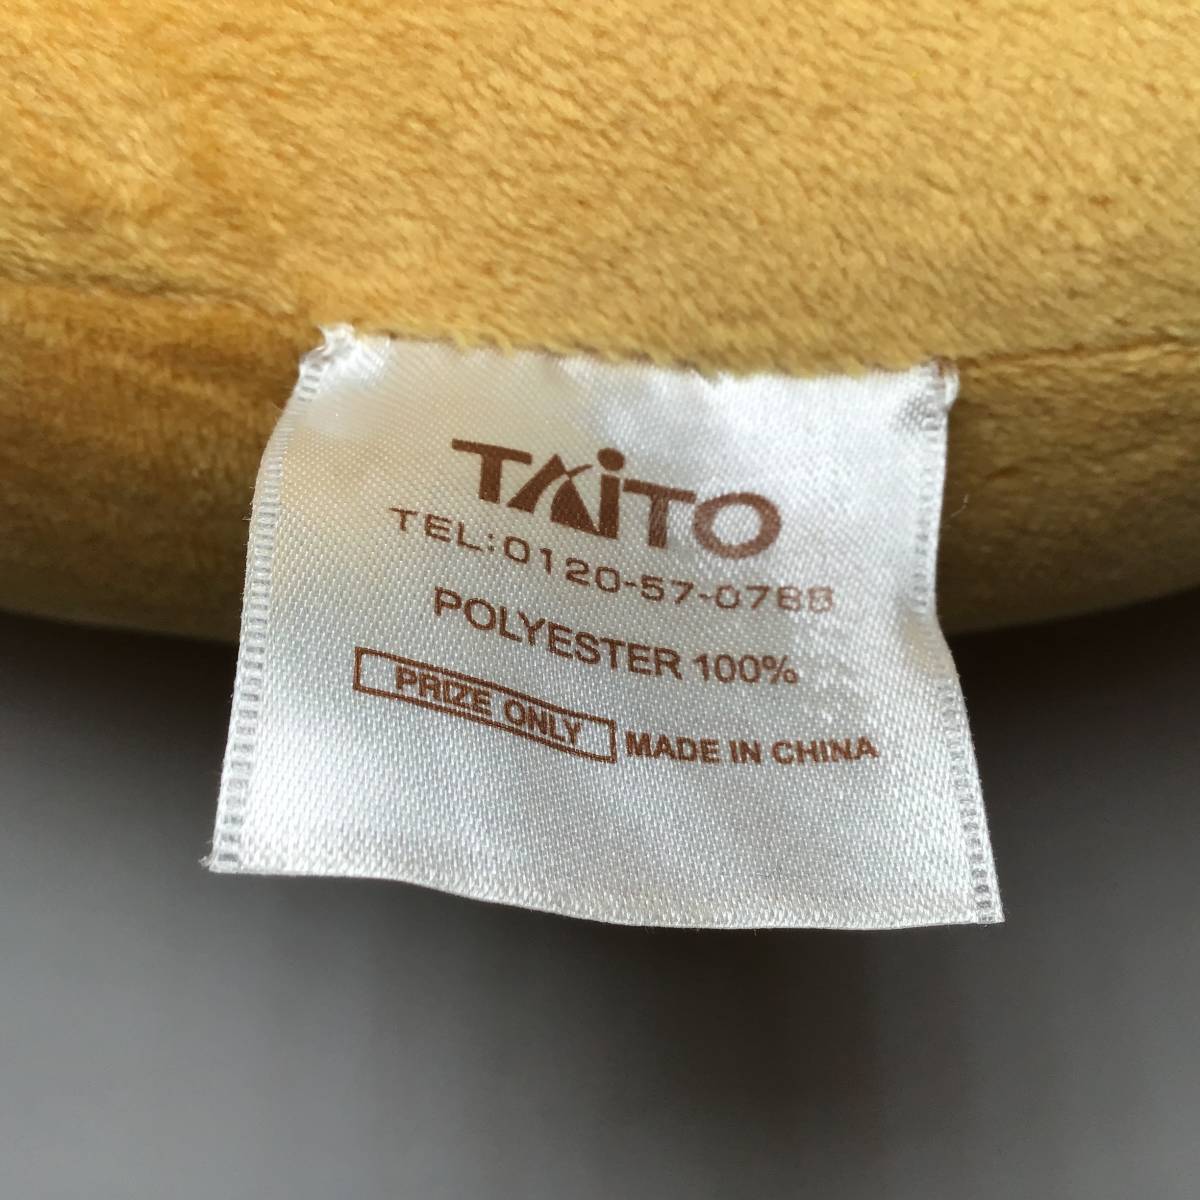 TAiTO
TEL:0120-57-0788
POLYESTER 100%
PRIZE ONLY MADE IN CHINA